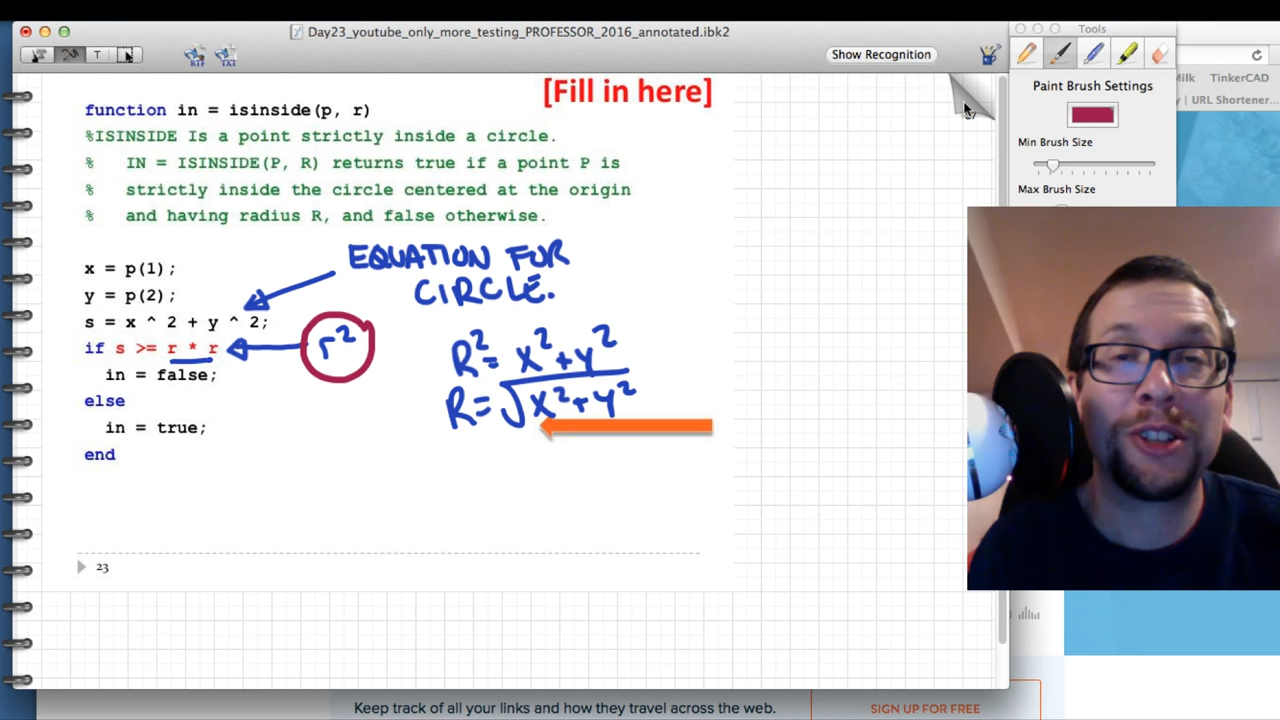 Day23_youtube_only_more_testing_PROFESSOR_2016_annotated.ibk2
Tools
T
RTF
TXT
Show Recognition
Milk
TinkerCAD
URL Shortener...
[Fill in here]
Paint Brush Settings
Min Brush Size
Max Brush Size
function in = isinside(p, r)
%ISINSIDE Is a point strictly inside a circle.
% IN = ISINSIDE(P, R) returns true if a point P is
% strictly inside the circle centered at the origin
% and having radius R, and false otherwise.
EQUATION FOR
CIRCLE.
x = p(1);
y = p(2);
s = x ^ 2 + y ^ 2;
if s >= r * r
r²
R² = x² + y²
in = false;
R = √x² + y²
else
in = true;
end
23
Keep track of all your links and how they travel across the web.
SIGN UP FOR FREE